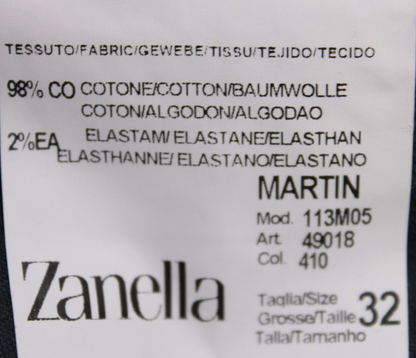 TESSUTO/FABRIC/GEWEBE/TISSU/TEJIDO/TECIDO
98% CO COTONE/COTTON/BAUMWOLLE
COTON/ALGODON/ALGODAO
2%EA ELASTAM/ ELASTANE/ELASTHAN
ELASTHANNE/ ELASTANO/ELASTANO
MARTIN
Mod. 113M05
Art. 49018
Col. 410
Zanella
Taglia/Size
Grosse/Taille 32
Talla/Tamanho